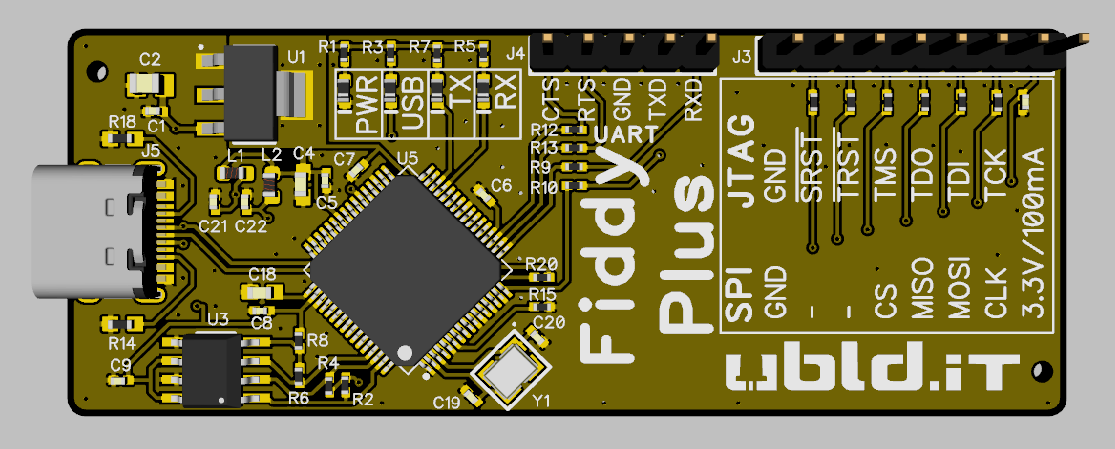 C2
C1
R18
J5
U1
R1 R3 R7 R5
PWR
USB
TX
RX
J4
CTS
RTS
GND
TXD
RXD
UART
R12
R13
R9
R10
J3
L1
L2
C4
C5
C7
C21
C22
U5
C6
C18
C8
R14
U3
C9
R8
R6
R4
R2
R20
R15
C20
C19
Y1
Fiddy
Plus
JTAG
GND
SRST
TRST
TMS
TDO
TDI
TCK
3.3V/100mA
SPI
GND
-
-
CS
MISO
MOSI
CLK
ubld.it